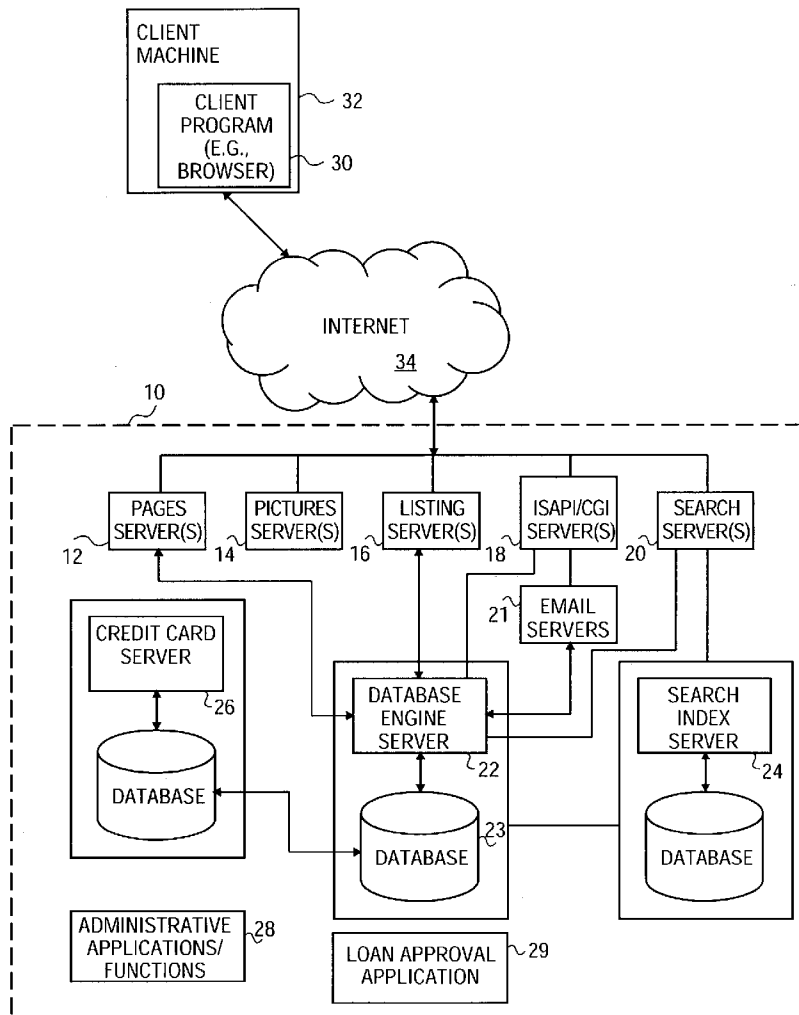 CLIENT
MACHINE
CLIENT
PROGRAM
(E.G.,
BROWSER)
32
30
INTERNET
34
10
PAGES
SERVER(S)
12
PICTURES
SERVER(S)
14
LISTING
SERVER(S)
16
ISAPI/CGI
SERVER(S)
18
SEARCH
SERVER(S)
20
EMAIL
SERVERS
21
CREDIT CARD
SERVER
26
DATABASE
DATABASE
ENGINE
SERVER
22
DATABASE
23
SEARCH
INDEX
SERVER
24
DATABASE
ADMINISTRATIVE
APPLICATIONS/
FUNCTIONS
28
LOAN APPROVAL
APPLICATION
29